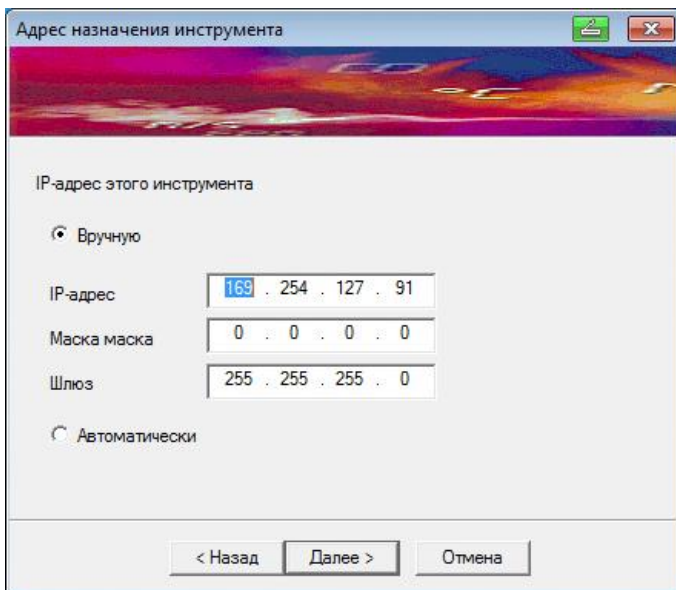 Адрес назначения инструмента
°C
IP-адрес этого инструмента
Вручную
IP-адрес 169 . 254 . 127 . 91
Маска маска 0 . 0 . 0 . 0
Шлюз 255 . 255 . 255 . 0
Автоматически
< Назад Далее > Отмена